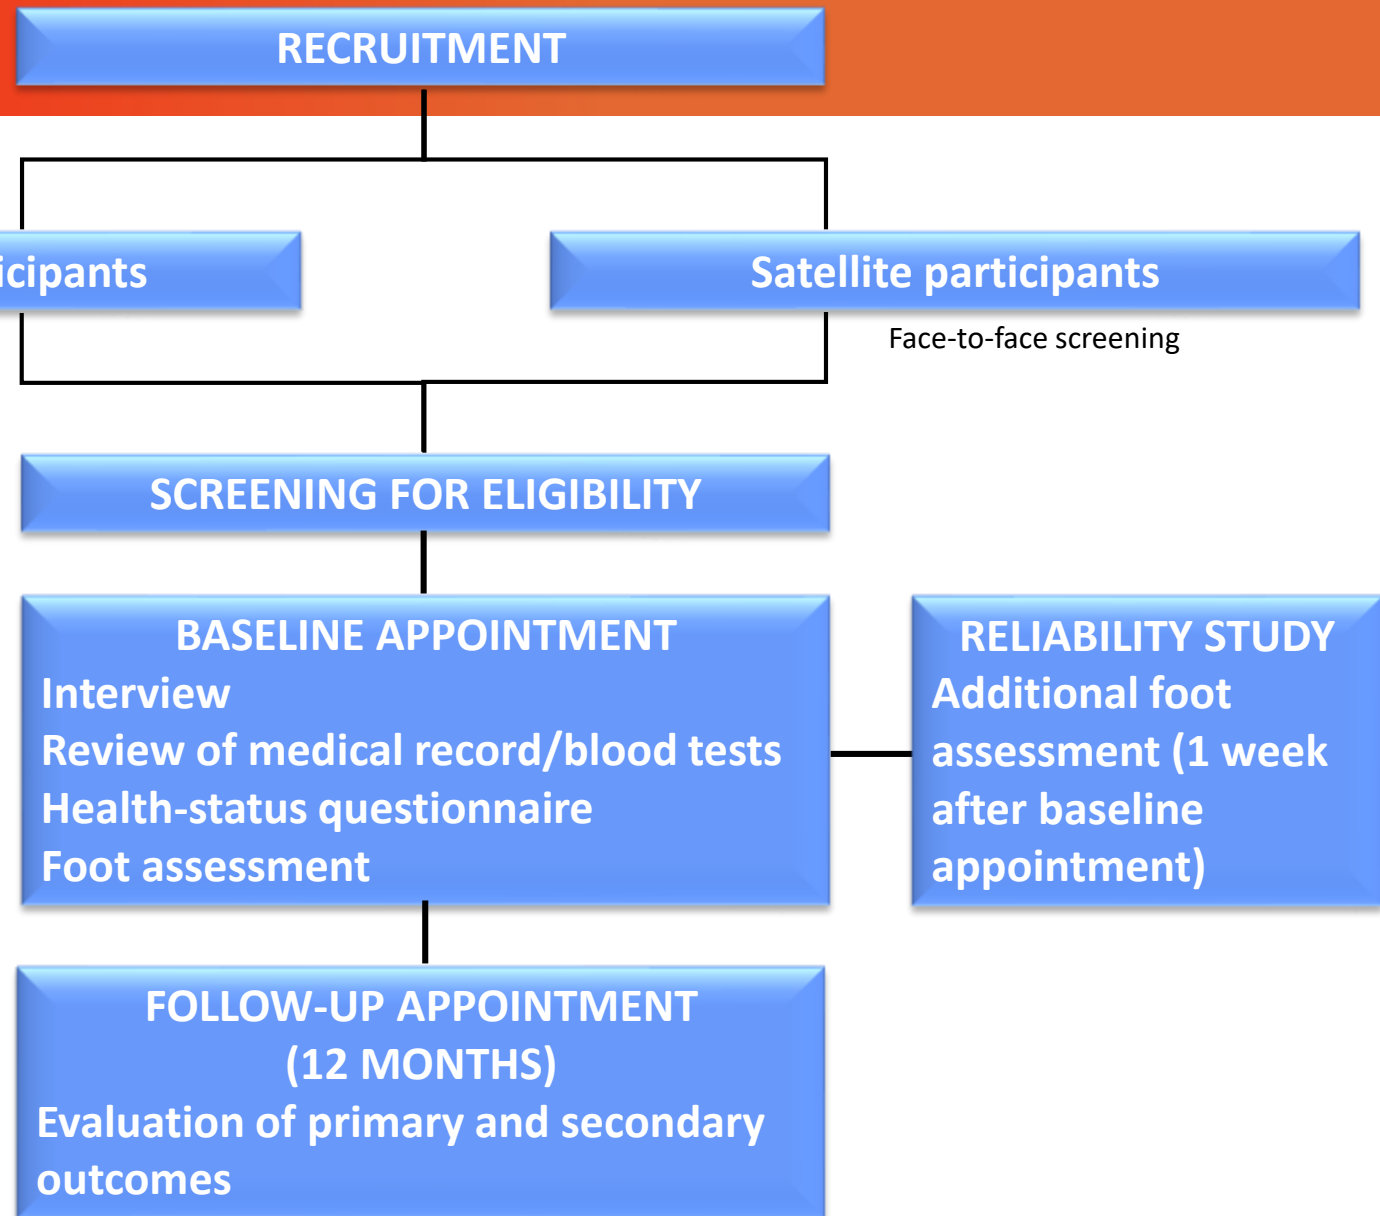 RECRUITMENT
icipants
Satellite participants
Face-to-face screening
SCREENING FOR ELIGIBILITY
BASELINE APPOINTMENT
Interview
Review of medical record/blood tests
Health-status questionnaire
Foot assessment
RELIABILITY STUDY
Additional foot
assessment (1 week
after baseline
appointment)
FOLLOW-UP APPOINTMENT
(12 MONTHS)
Evaluation of primary and secondary
outcomes